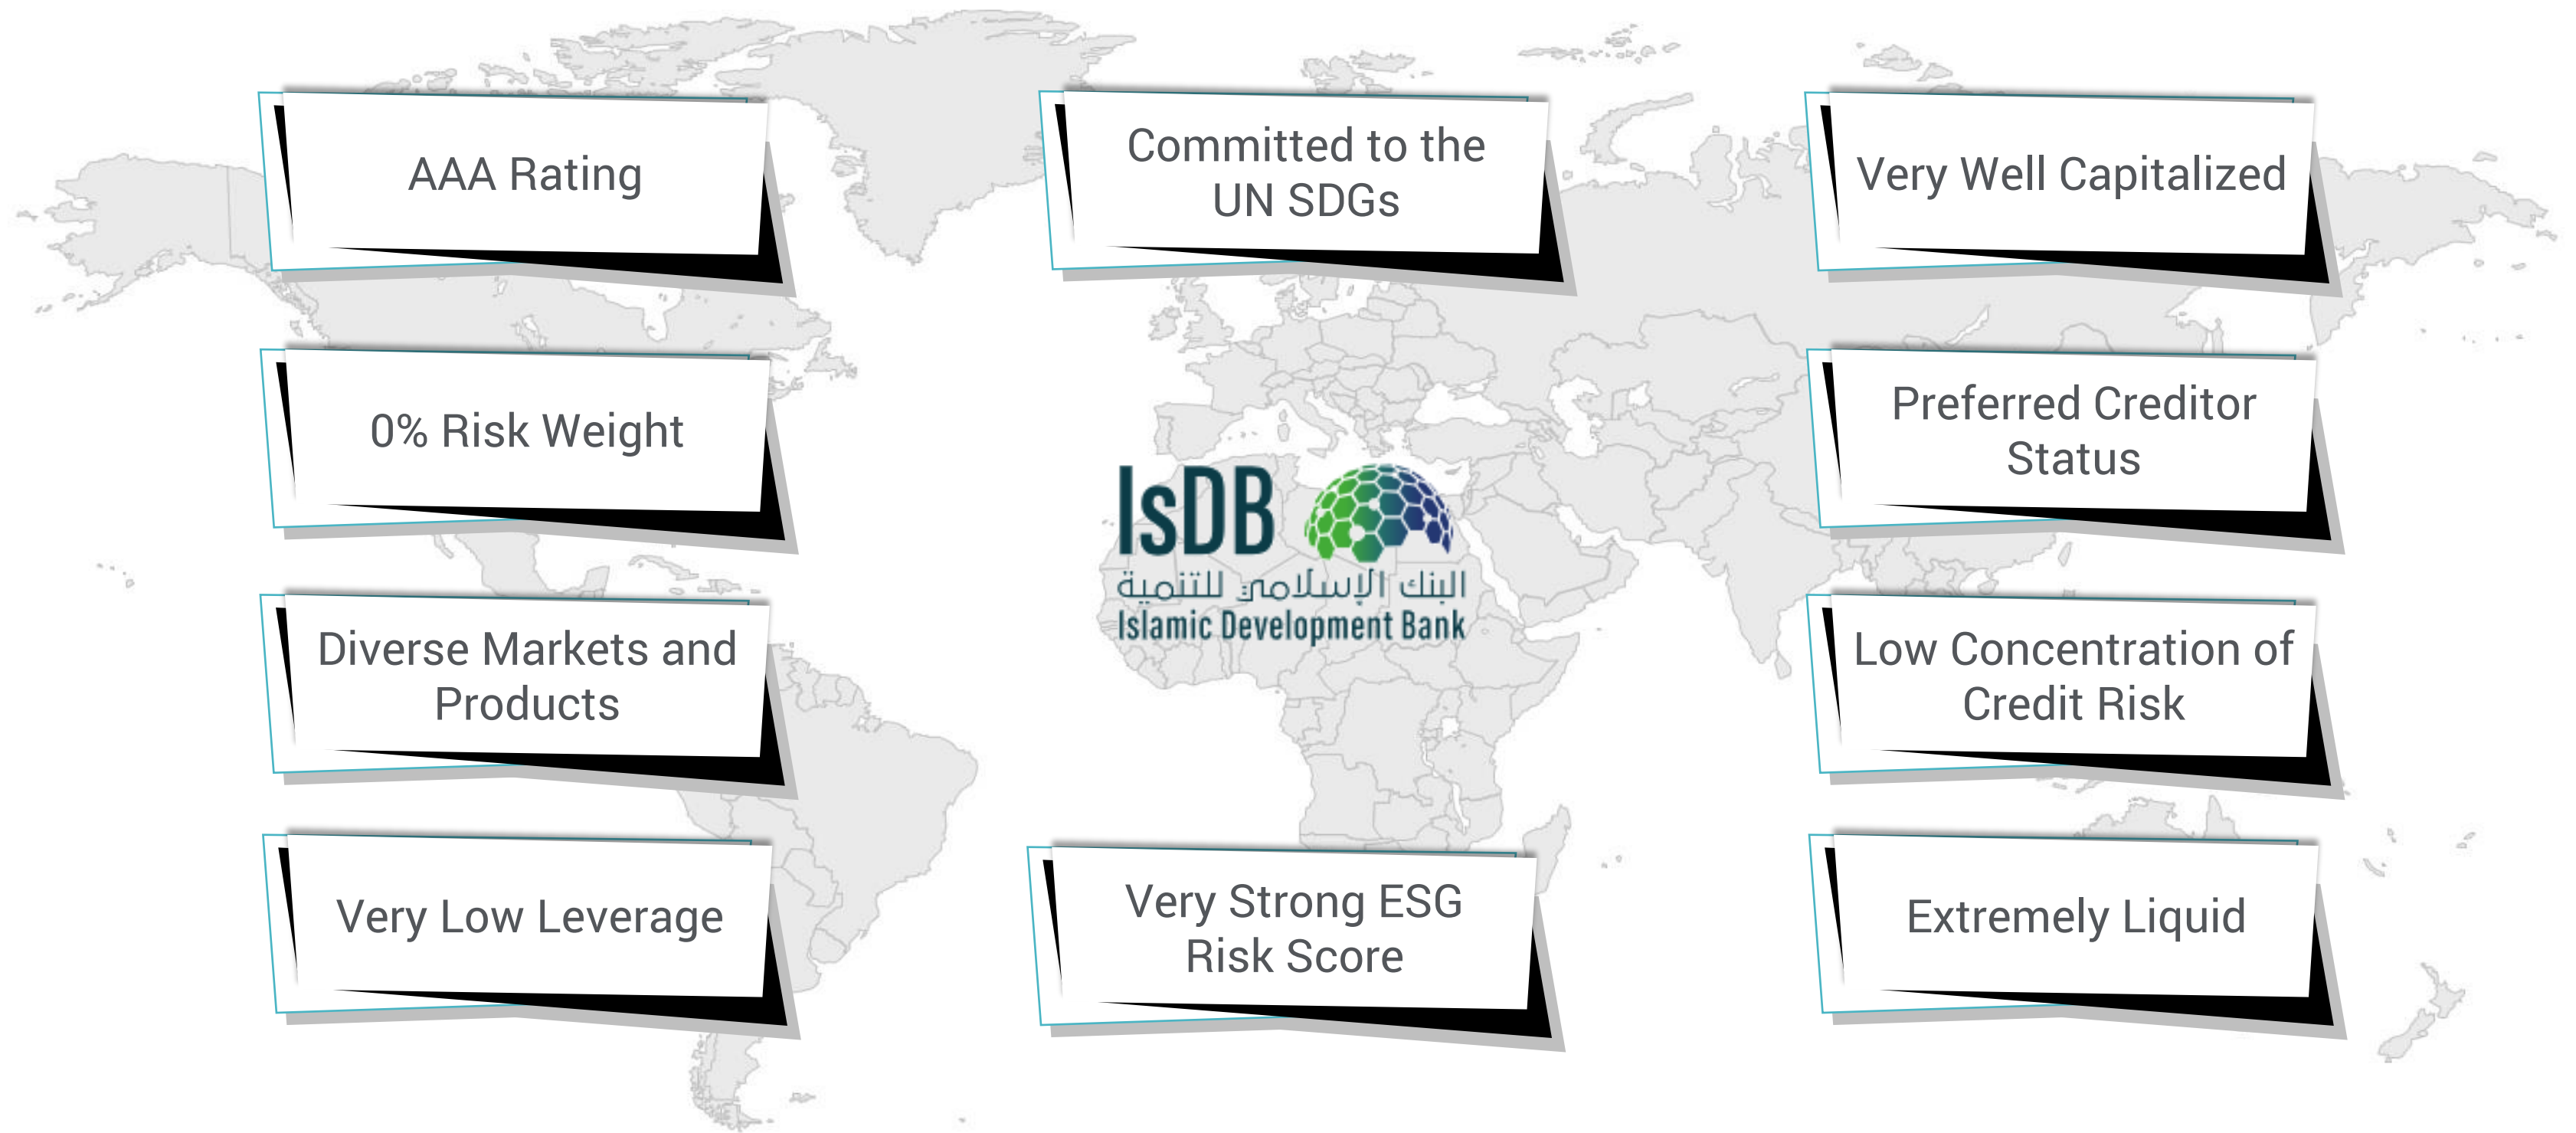 AAA Rating
Committed to the
UN SDGs
Very Well Capitalized
0% Risk Weight
Preferred Creditor
Status
IsDB
البنك الإسلامي للتنمية
Islamic Development Bank
Diverse Markets and
Products
Low Concentration of
Credit Risk
Very Low Leverage
Very Strong ESG
Risk Score
Extremely Liquid